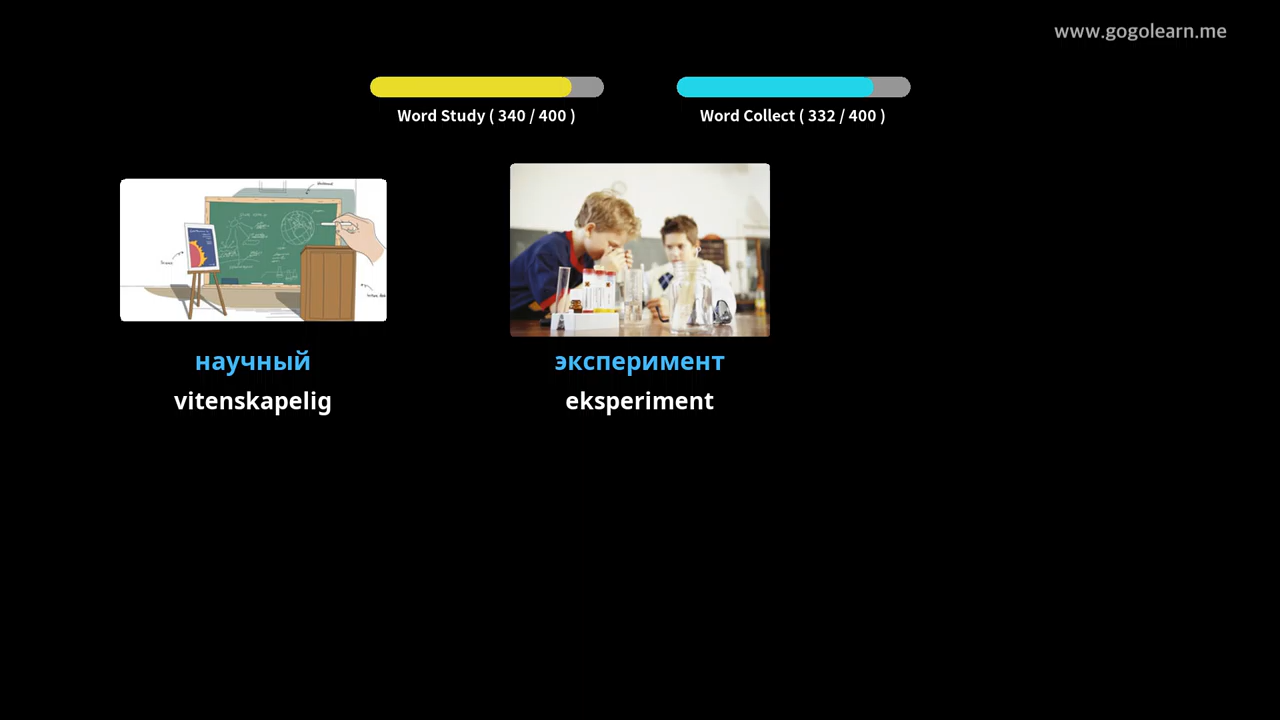 www.gogolearn.me
Word Study ( 340 / 400 )
Word Collect ( 332 / 400 )
научный
vitenskapelig
эксперимент
eksperiment